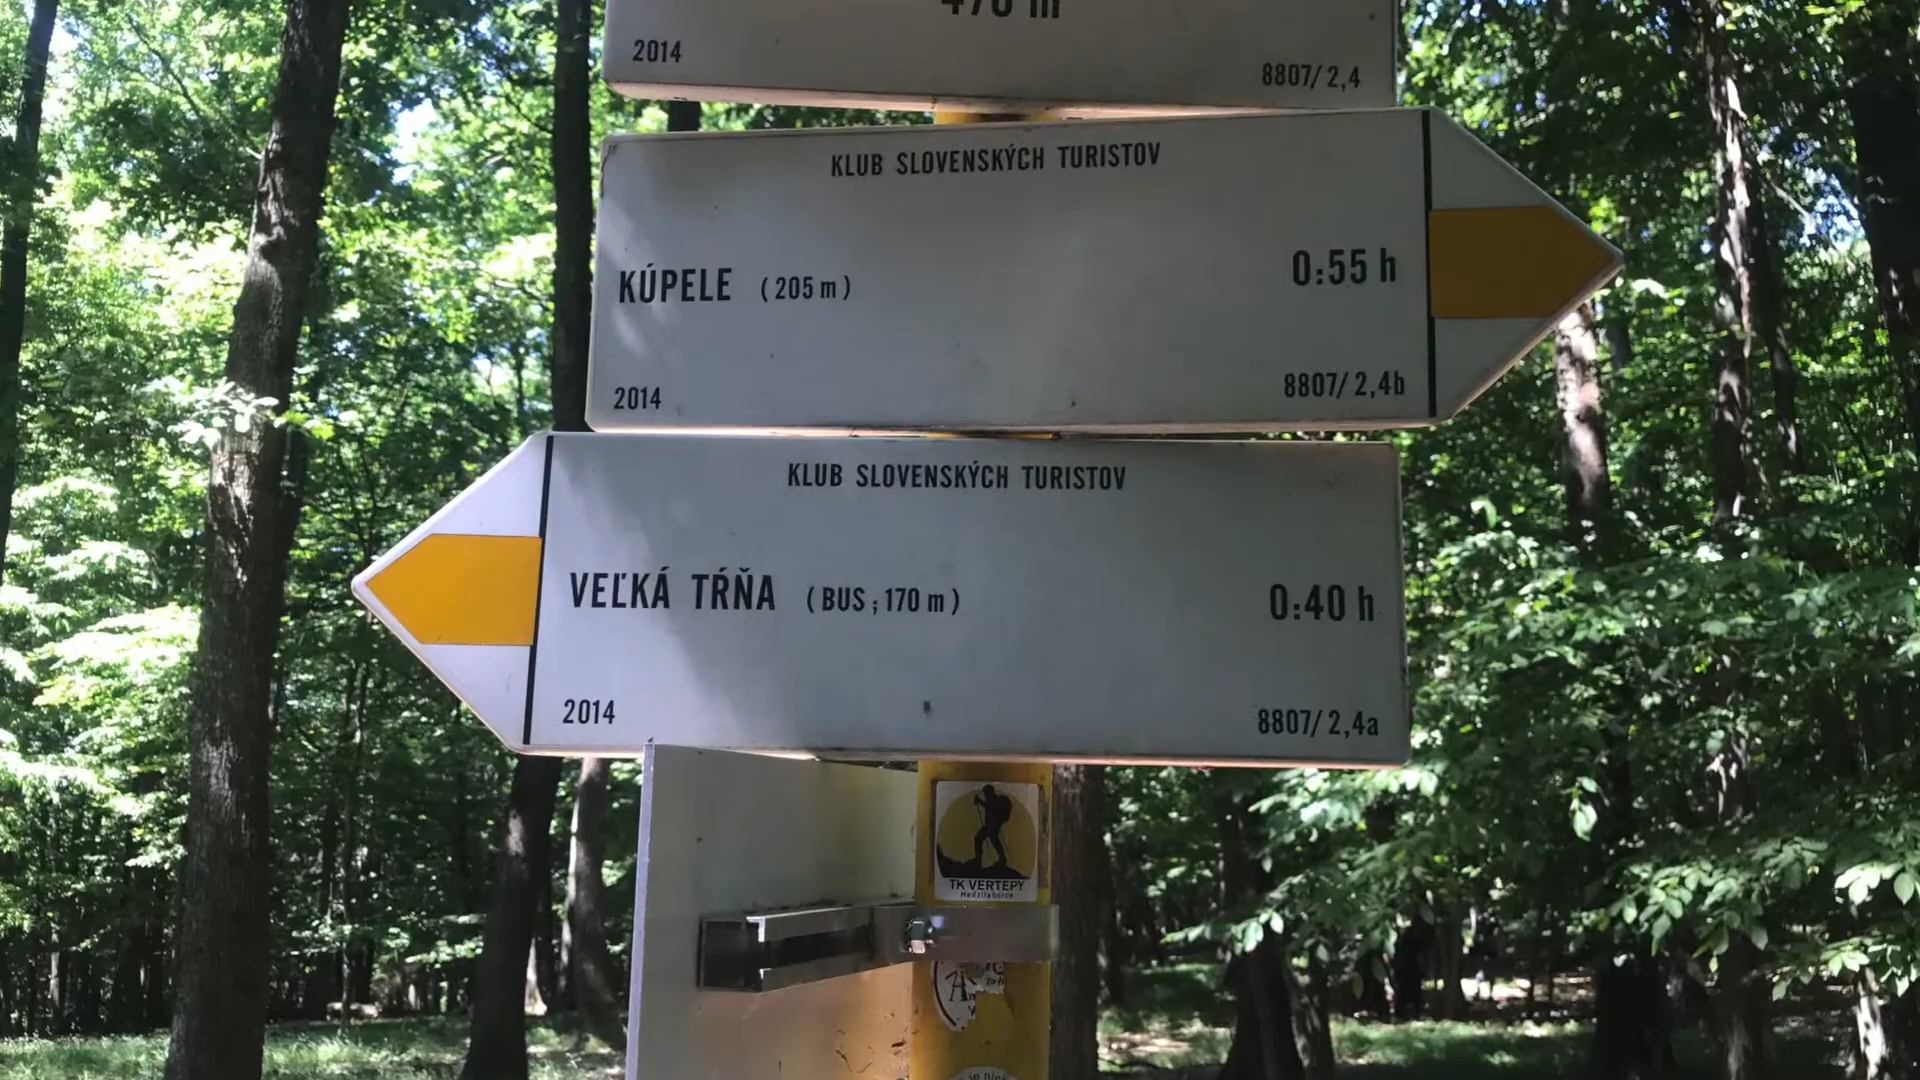 2014
8807/2,4
KLUB SLOVENSKÝCH TURISTOV
KÚPELE (205 m)
0:55 h
2014
8807/2,4b
KLUB SLOVENSKÝCH TURISTOV
VEĽKÁ TŔŇA (BUS ; 170 m)
0:40 h
2014
8807/2,4a
TK VERTEPY
Medzilaborce